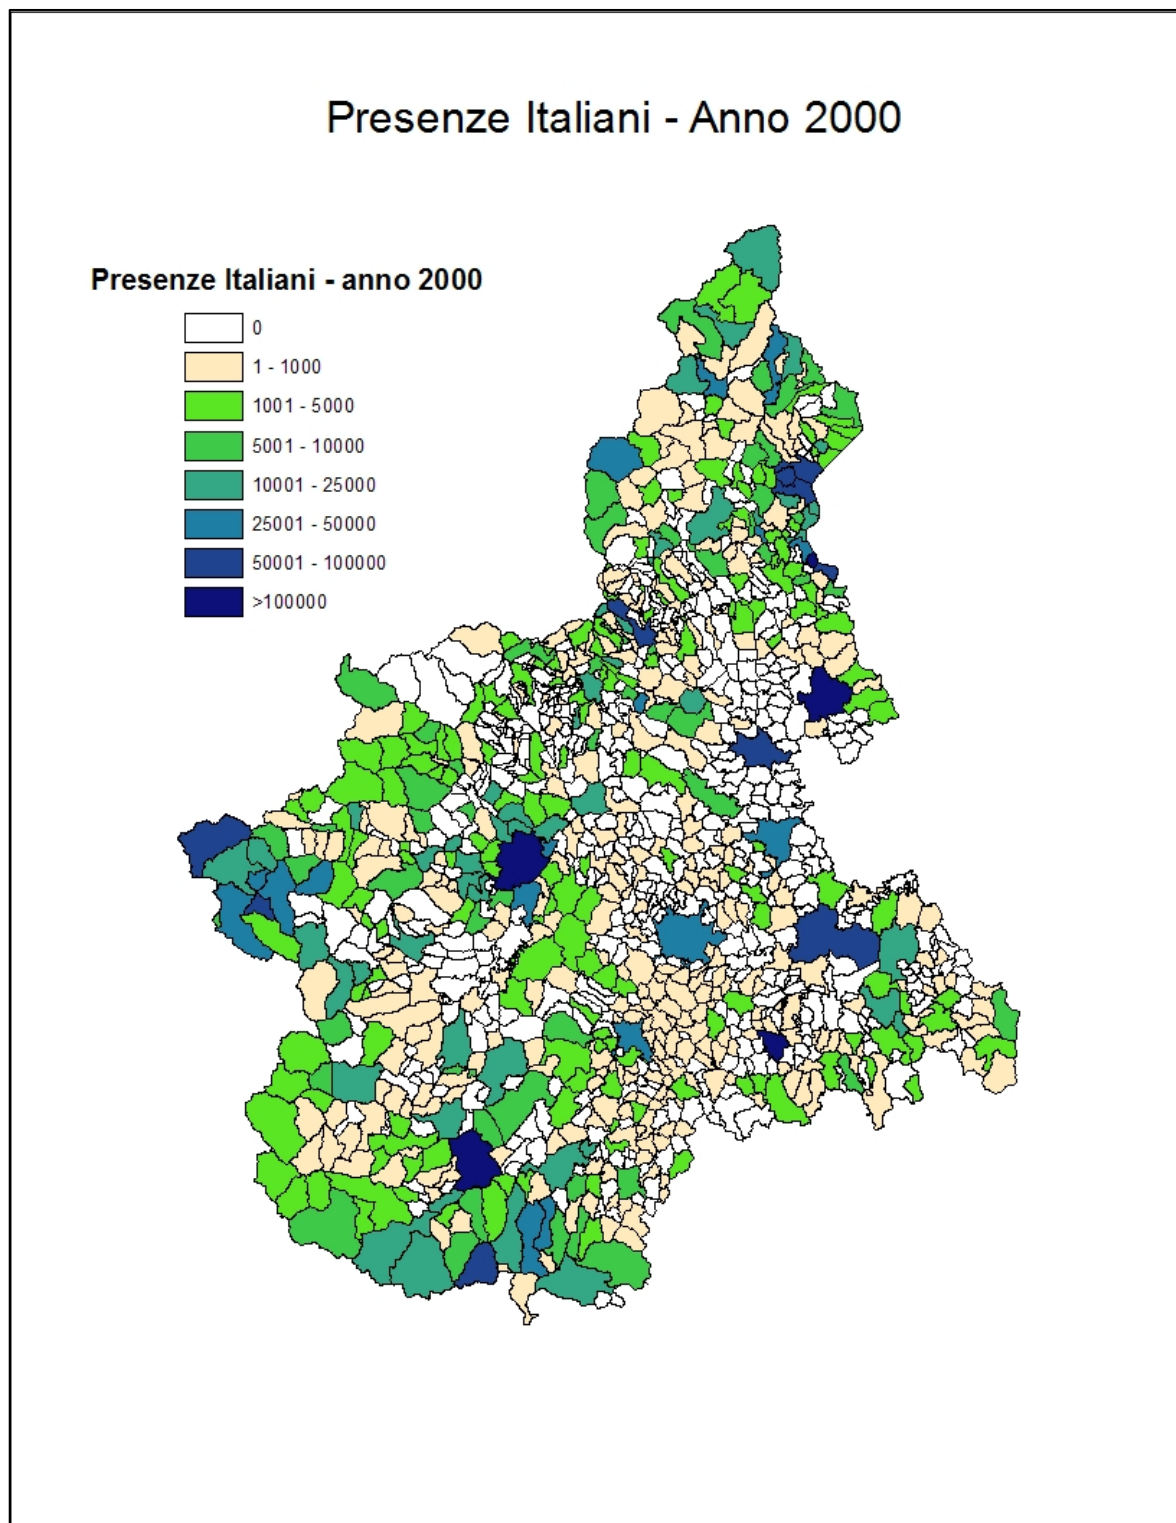 Presenze Italiani - Anno 2000
Presenze Italiani - anno 2000
0
1 - 1000
1001 - 5000
5001 - 10000
10001 - 25000
25001 - 50000
50001 - 100000
>100000